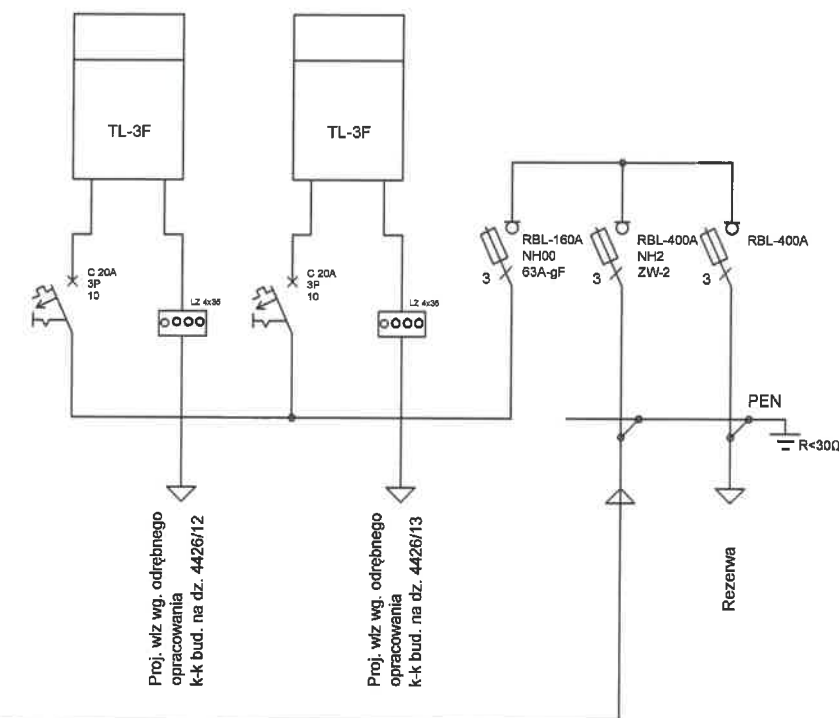 TL-3F
TL-3F
C 20A
3P
10
LZ 4x35
C 20A
3P
10
LZ 4x35
3
RBL-160A
NH00
63A-gF
3
RBL-400A
NH2
ZW-2
3
RBL-400A
PEN
R<30Ω
Proj. wlz wg. odrębnego
opracowania
k-k bud. na dz. 4426/12
Proj. wlz wg. odrębnego
opracowania
k-k bud. na dz. 4426/13
Rezerwa